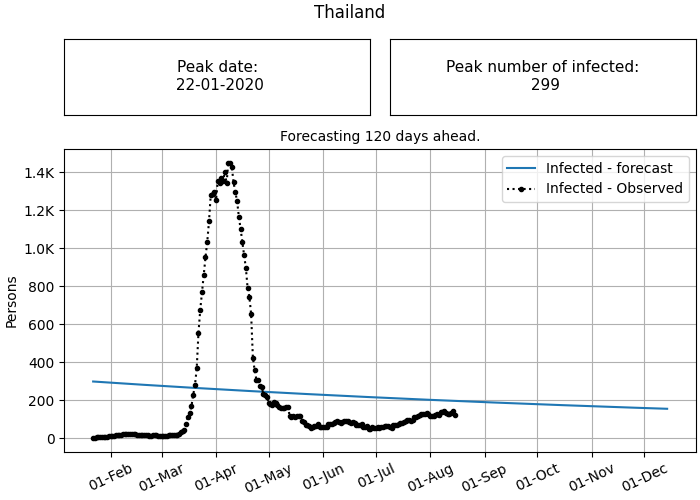 Thailand
Peak date:
22-01-2020
Peak number of infected:
299
Forecasting 120 days ahead.
Infected - forecast
Infected - Observed
Persons
1.4K
1.2K
1.0K
800
600
400
200
0
01-Feb
01-Mar
01-Apr
01-May
01-Jun
01-Jul
01-Aug
01-Sep
01-Oct
01-Nov
01-Dec